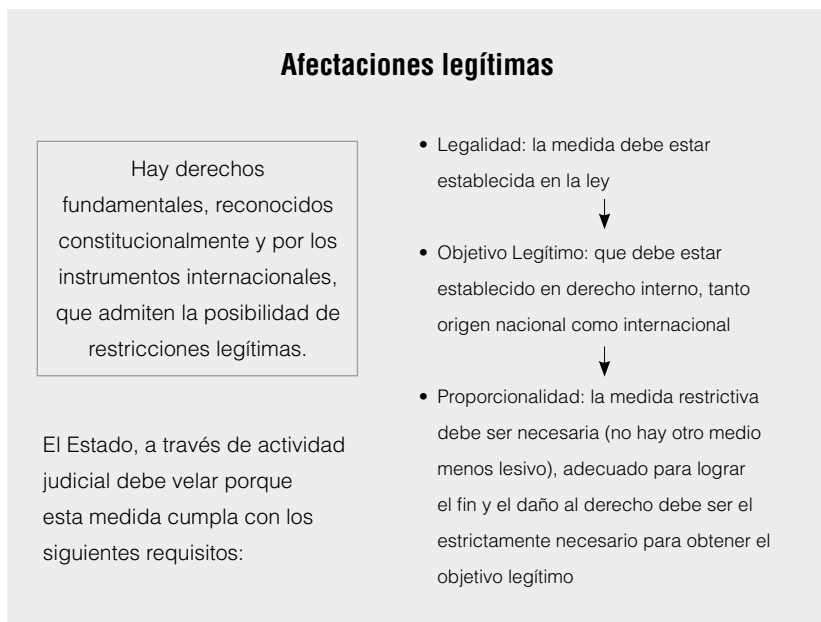 Afectaciones legítimas
Hay derechos
fundamentales, reconocidos
constitucionalmente y por los
instrumentos internacionales,
que admiten la posibilidad de
restricciones legítimas.
El Estado, a través de actividad
judicial debe velar porque
esta medida cumpla con los
siguientes requisitos:
• Legalidad: la medida debe estar
establecida en la ley
• Objetivo Legítimo: que debe estar
establecido en derecho interno, tanto
origen nacional como internacional
• Proporcionalidad: la medida restrictiva
debe ser necesaria (no hay otro medio
menos lesivo), adecuado para lograr
el fin y el daño al derecho debe ser el
estrictamente necesario para obtener el
objetivo legítimo